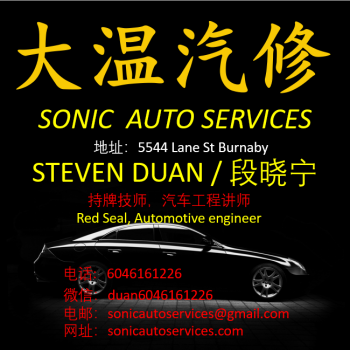 大温汽修
SONIC AUTO SERVICES
地址：5544 Lane St Burnaby
STEVEN DUAN / 段晓宁
持牌技师，汽车工程讲师
Red Seal, Automotive engineer
电话：6046161226
微信：duan6046161226
电邮：sonicautoservices@gmail.com
网址：sonicautoservices.com